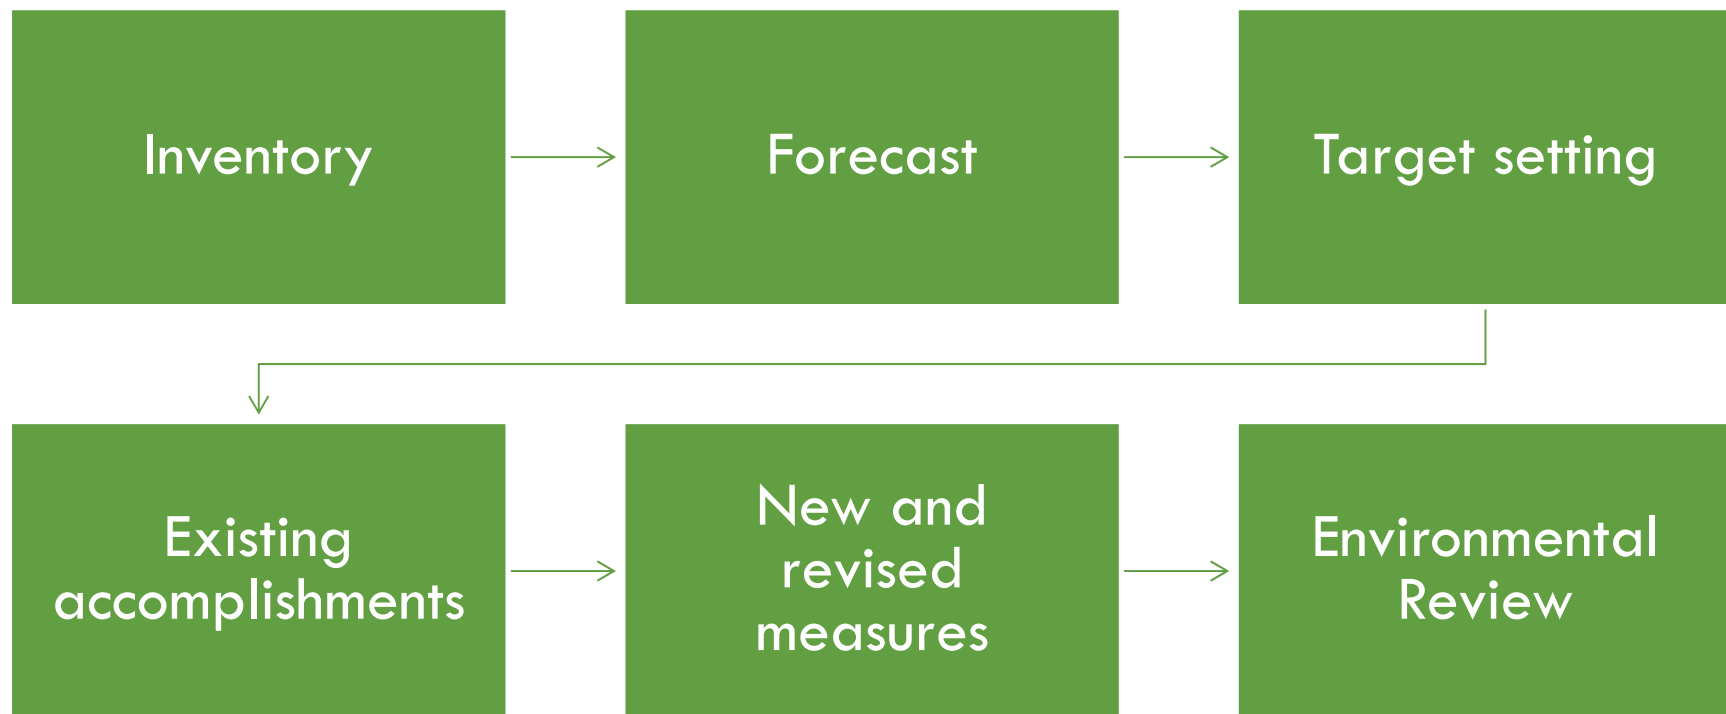 Inventory
Forecast
Target setting
Existing
accomplishments
New and
revised
measures
Environmental
Review